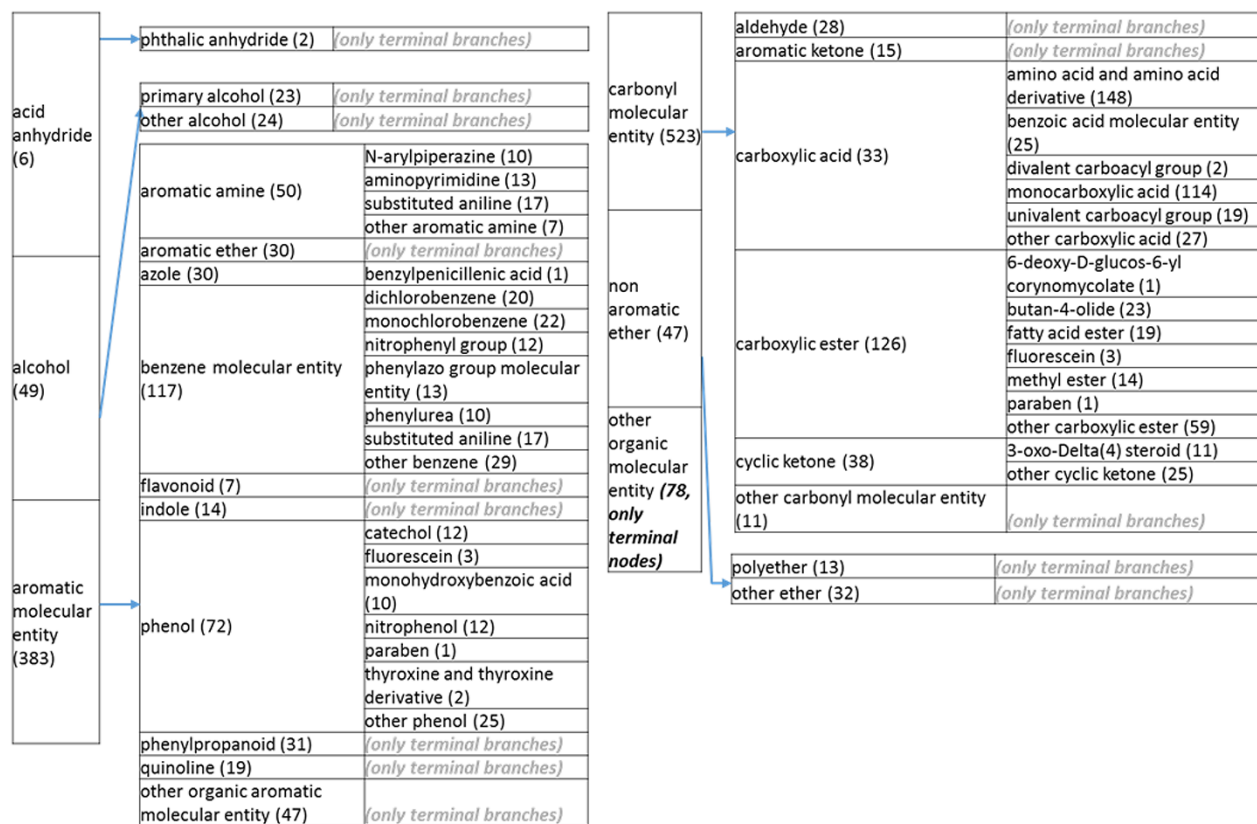 acid
anhydride
(6)
alcohol
(49)
aromatic
molecular
entity
(383)
phthalic anhydride (2)
(only terminal branches)
primary alcohol (23)
(only terminal branches)
other alcohol (24)
(only terminal branches)
aromatic amine (50)
N-arylpiperazine (10)
aminopyrimidine (13)
substituted aniline (17)
other aromatic amine (7)
aromatic ether (30)
(only terminal branches)
azole (30)
benzylpenicillenic acid (1)
benzene molecular entity
(117)
dichlorobenzene (20)
monochlorobenzene (22)
nitrophenyl group (12)
phenylazo group molecular
entity (13)
phenylurea (10)
substituted aniline (17)
other benzene (29)
flavonoid (7)
(only terminal branches)
indole (14)
(only terminal branches)
phenol (72)
catechol (12)
fluorescein (3)
monohydroxybenzoic acid
(10)
nitrophenol (12)
paraben (1)
thyroxine and thyroxine
derivative (2)
other phenol (25)
phenylpropanoid (31)
(only terminal branches)
quinoline (19)
(only terminal branches)
other organic aromatic
molecular entity (47)
(only terminal branches)
carbonyl
molecular
entity (523)
non
aromatic
ether (47)
other
organic
molecular
entity (78,
only
terminal
nodes)
aldehyde (28)
(only terminal branches)
aromatic ketone (15)
(only terminal branches)
carboxylic acid (33)
amino acid and amino acid
derivative (148)
benzoic acid molecular entity
(25)
divalent carboacyl group (2)
monocarboxylic acid (114)
univalent carboacyl group (19)
other carboxylic acid (27)
carboxylic ester (126)
6-deoxy-D-glucos-6-yl
corynomycolate (1)
butan-4-olide (23)
fatty acid ester (19)
fluorescein (3)
methyl ester (14)
paraben (1)
other carboxylic ester (59)
cyclic ketone (38)
3-oxo-Delta(4) steroid (11)
other cyclic ketone (25)
other carbonyl molecular entity
(11)
(only terminal branches)
polyether (13)
(only terminal branches)
other ether (32)
(only terminal branches)